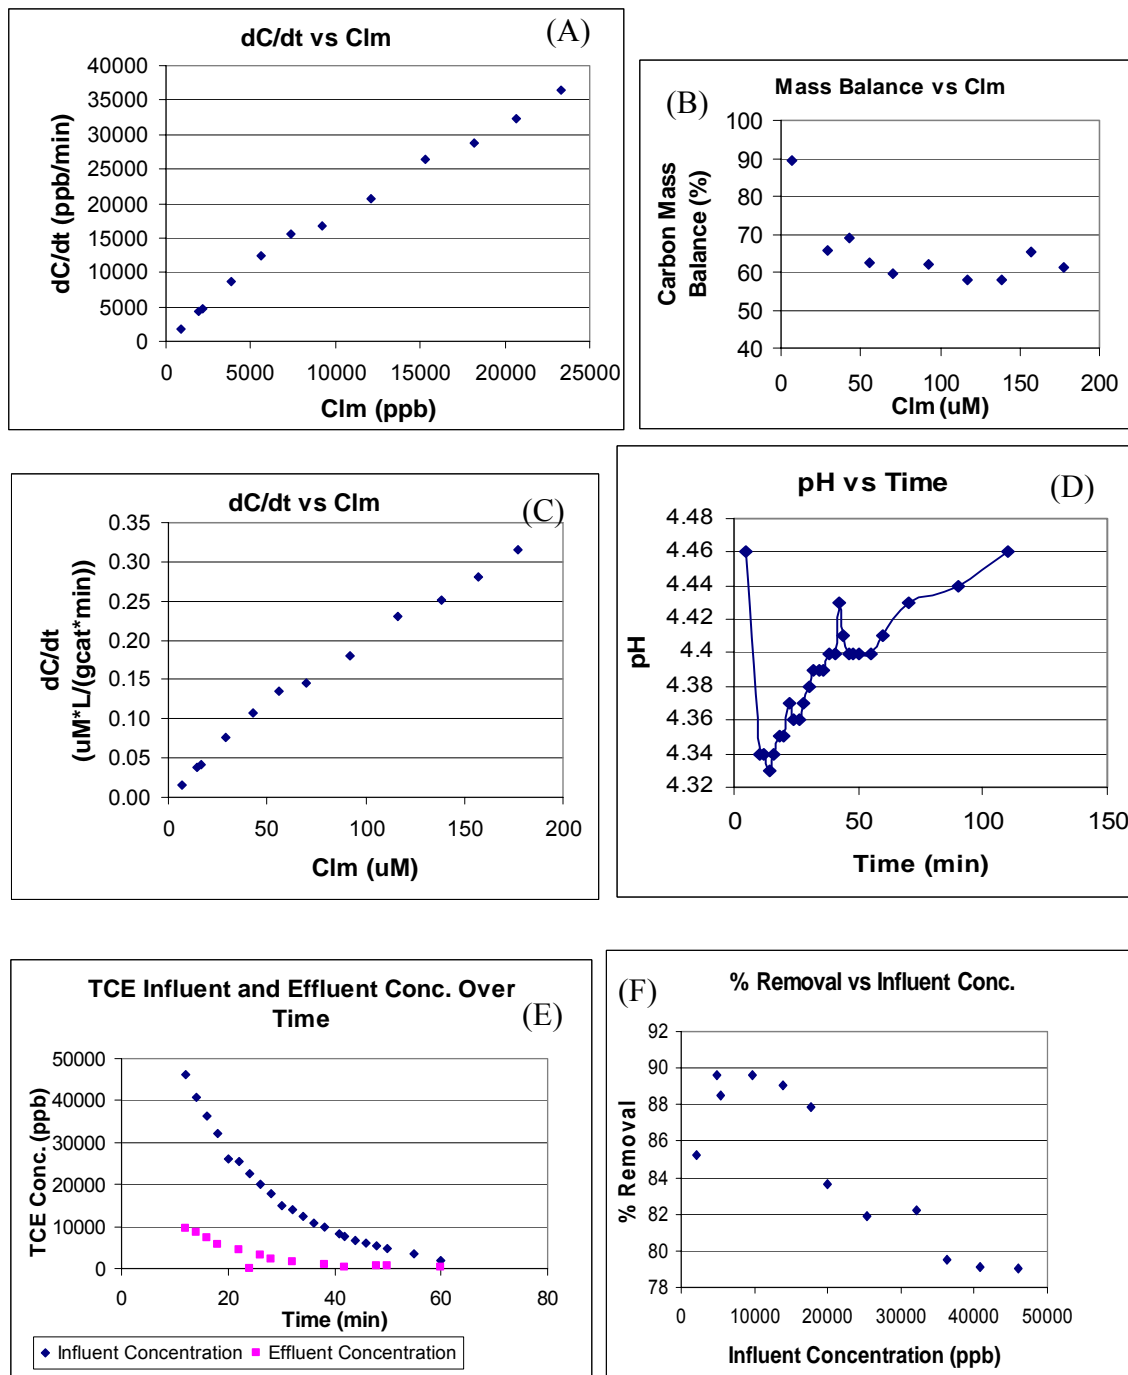 dC/dt vs Clm
(A)
dC/dt (ppb/min)
40000
35000
30000
25000
20000
15000
10000
5000
0
0 5000 10000 15000 20000 25000
Clm (ppb)
Mass Balance vs Clm
(B)
Carbon Mass
Balance (%)
100
90
80
70
60
50
40
0 50 100 150 200
Clm (uM)
dC/dt vs Clm
(C)
dC/dt
(uM*L/(gcat*min))
0.35
0.30
0.25
0.20
0.15
0.10
0.05
0.00
0 50 100 150 200
Clm (uM)
pH vs Time
(D)
pH
4.48
4.46
4.44
4.42
4.4
4.38
4.36
4.34
4.32
0 50 100 150
Time (min)
TCE Influent and Effluent Conc. Over
Time
(E)
TCE Conc. (ppb)
50000
40000
30000
20000
10000
0
0 20 40 60 80
Time (min)
Influent Concentration Effluent Concentration
(F)
% Removal vs Influent Conc.
% Removal
92
90
88
86
84
82
80
78
0 10000 20000 30000 40000 50000
Influent Concentration (ppb)